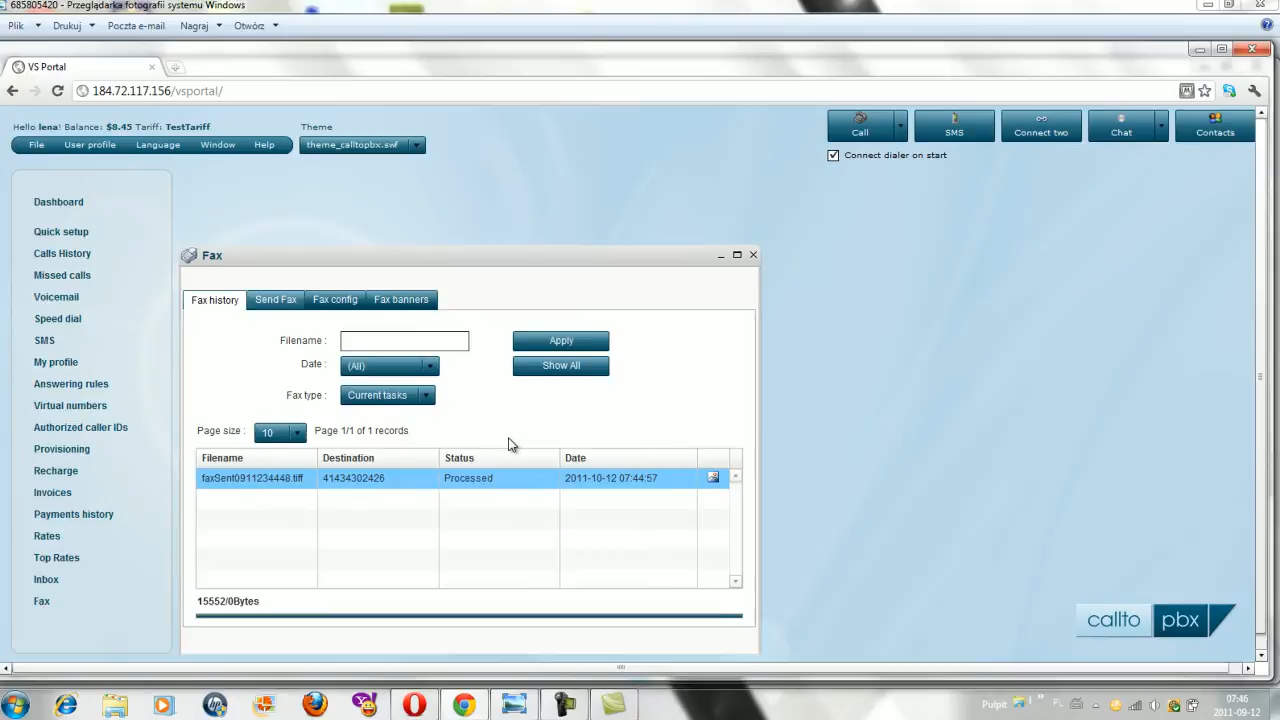 685805420 - Przeglądarka fotografii systemu Windows
Plik Drukuj Poczta e-mail Nagraj Otwórz
VS Portal
184.72.117.156/vsportal/
Hello lena! Balance: $8.45 Tariff: TestTariff
Theme
File User profile Language Window Help
theme_calltopbx.swf
Call SMS Connect two Chat Contacts
Connect dialer on start
Dashboard
Quick setup
Calls History
Missed calls
Voicemail
Speed dial
SMS
My profile
Answering rules
Virtual numbers
Authorized caller IDs
Provisioning
Recharge
Invoices
Payments history
Rates
Top Rates
Inbox
Fax
Fax
Fax history Send Fax Fax config Fax banners
Filename :
Apply
Date : (All)
Show All
Fax type : Current tasks
Page size : 10 Page 1/1 of 1 records
Filename Destination Status Date
faxSent0911234448.tiff 41434302426 Processed 2011-10-12 07:44:57
15552/0Bytes
callto pbx
Pulpit PL
07:46
2011-09-12